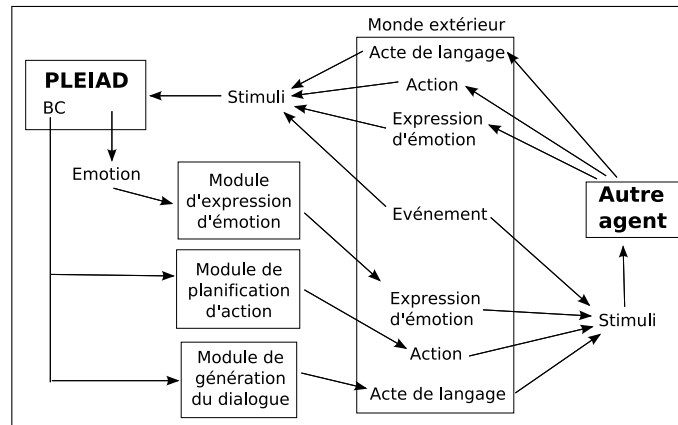 Monde extérieur
Acte de langage
PLEIAD
BC
Stimuli
Action
Expression
d'émotion
Emotion
Module
d'expression
d'émotion
Evénement
Autre
agent
Module de
planification
d'action
Expression
d'émotion
Stimuli
Action
Module de
génération
du dialogue
Acte de langage